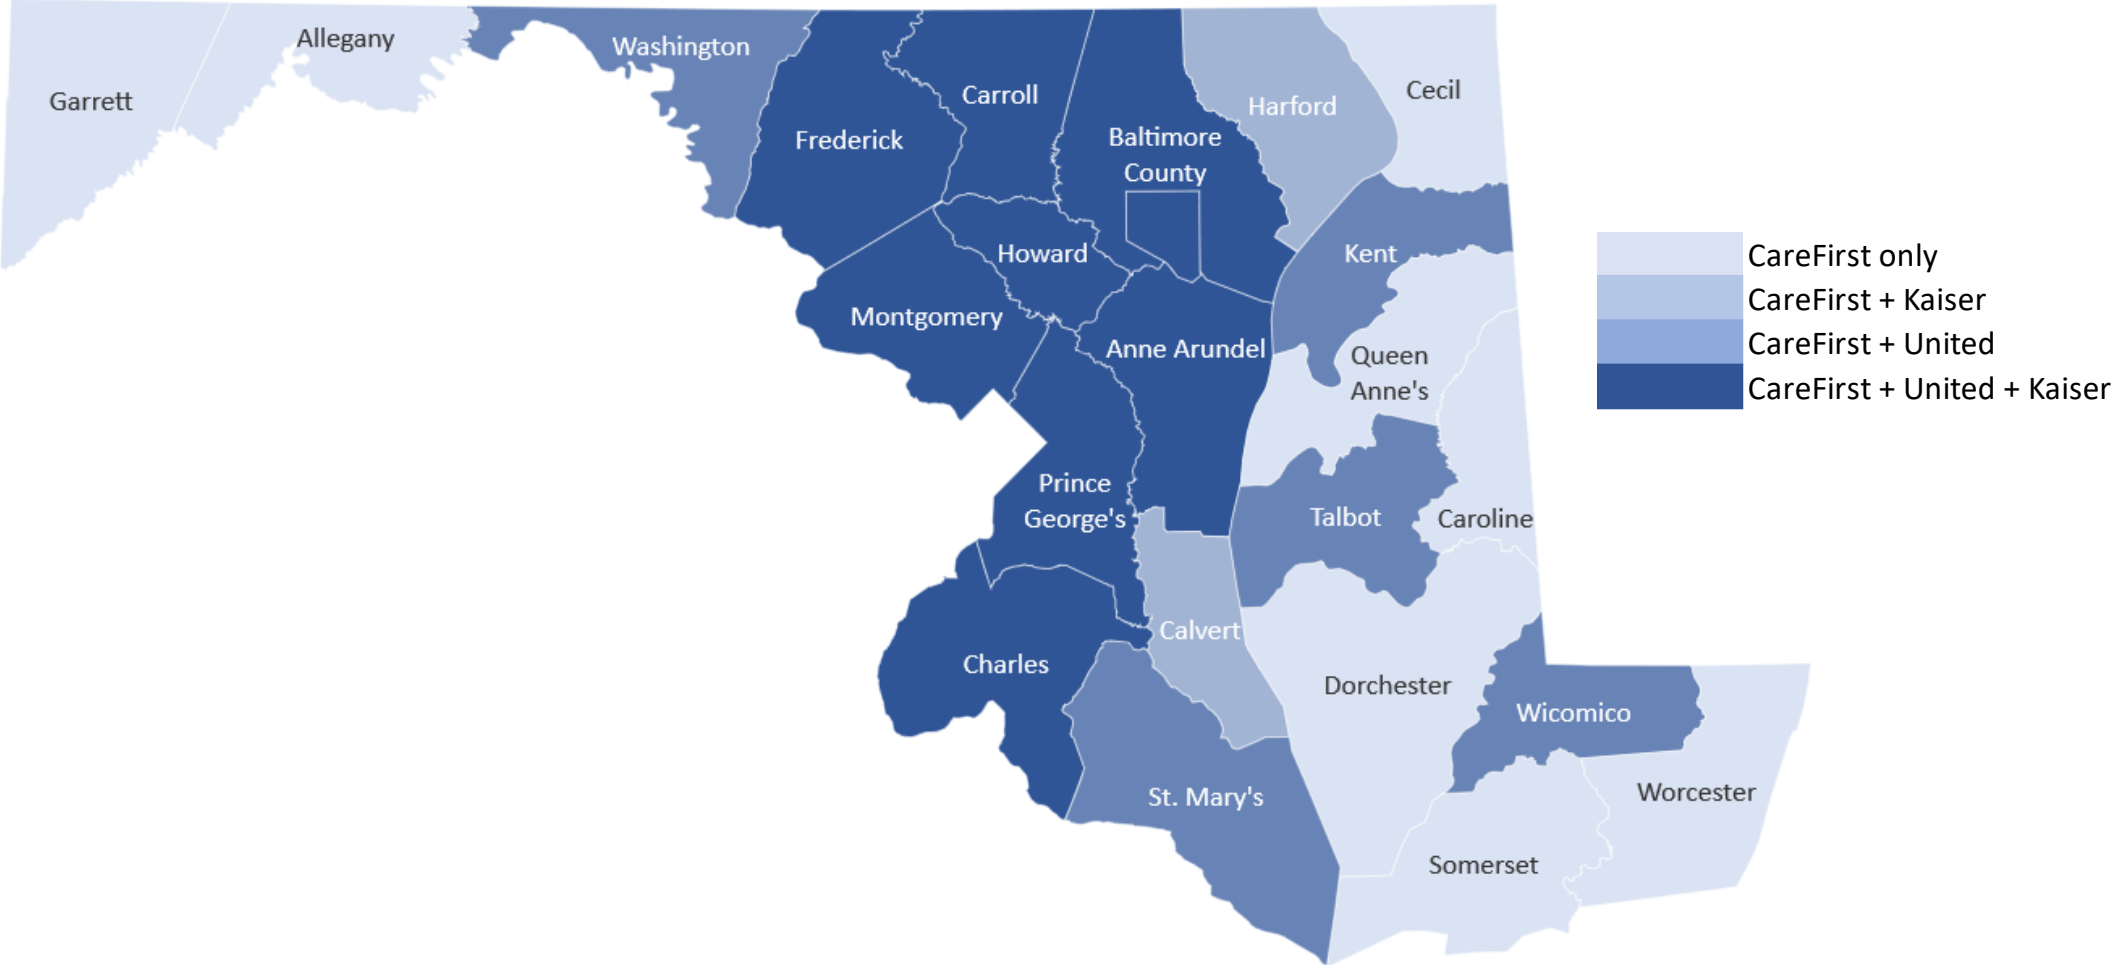 Garrett
Allegany
Washington
Frederick
Carroll
Baltimore
County
Harford
Cecil
Howard
Kent
Montgomery
Anne Arundel
Queen
Anne's
Prince
George's
Talbot
Caroline
Calvert
Charles
Dorchester
Wicomico
St. Mary's
Worcester
Somerset
CareFirst only
CareFirst + Kaiser
CareFirst + United
CareFirst + United + Kaiser